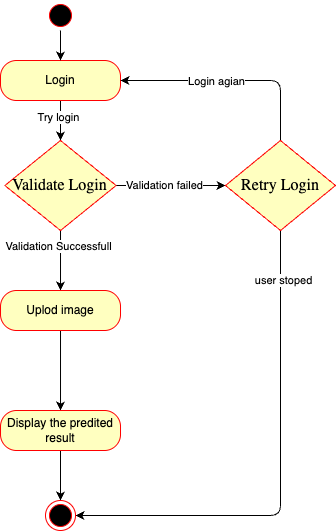 Login
Login agian
Try login
Validate Login
Validation failed
Retry Login
Validation Successfull
user stoped
Uplod image
Display the predited
result